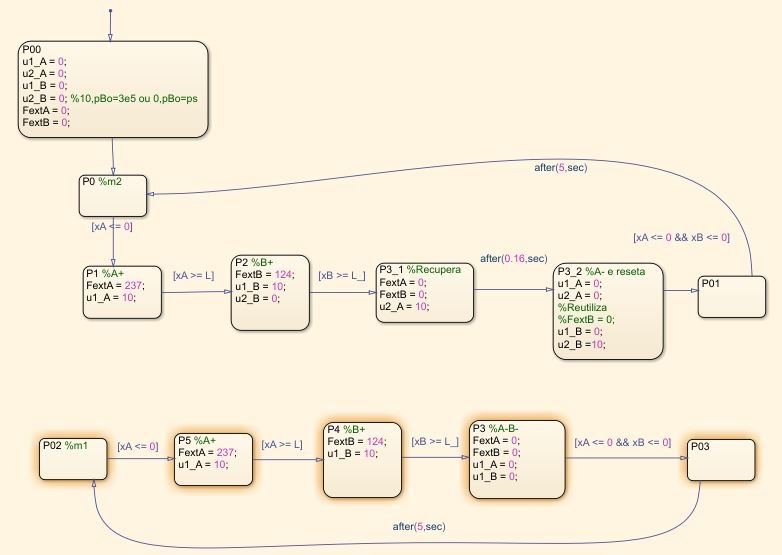 P00
u1_A = 0;
u2_A = 0;
u1_B = 0;
u2_B = 0; %10,pBo=3e5 ou 0,pBo=ps
FextA = 0;
FextB = 0;
P0 %m2
after(5,sec)
[xA <= 0]
[xA <= 0 && xB <= 0]
P1 %A+
FextA = 237;
u1_A = 10;
[xA >= L]
P2 %B+
FextB = 124;
u1_B = 10;
u2_B = 0;
[xB >= L_]
P3_1 %Recupera
FextA = 0;
FextB = 0;
u2_A = 10;
after(0.16,sec)
P3_2 %A- e reseta
u1_A = 0;
u2_A = 0;
%Reutiliza
%FextB = 0;
u1_B = 0;
u2_B =10;
P01
P02 %m1
[xA <= 0]
P5 %A+
FextA = 237;
u1_A = 10;
[xA >= L]
P4 %B+
FextB = 124;
u1_B = 10;
[xB >= L_]
P3 %A-B-
FextA = 0;
FextB = 0;
u1_A = 0;
u1_B = 0;
[xA <= 0 && xB <= 0]
P03
after(5,sec)